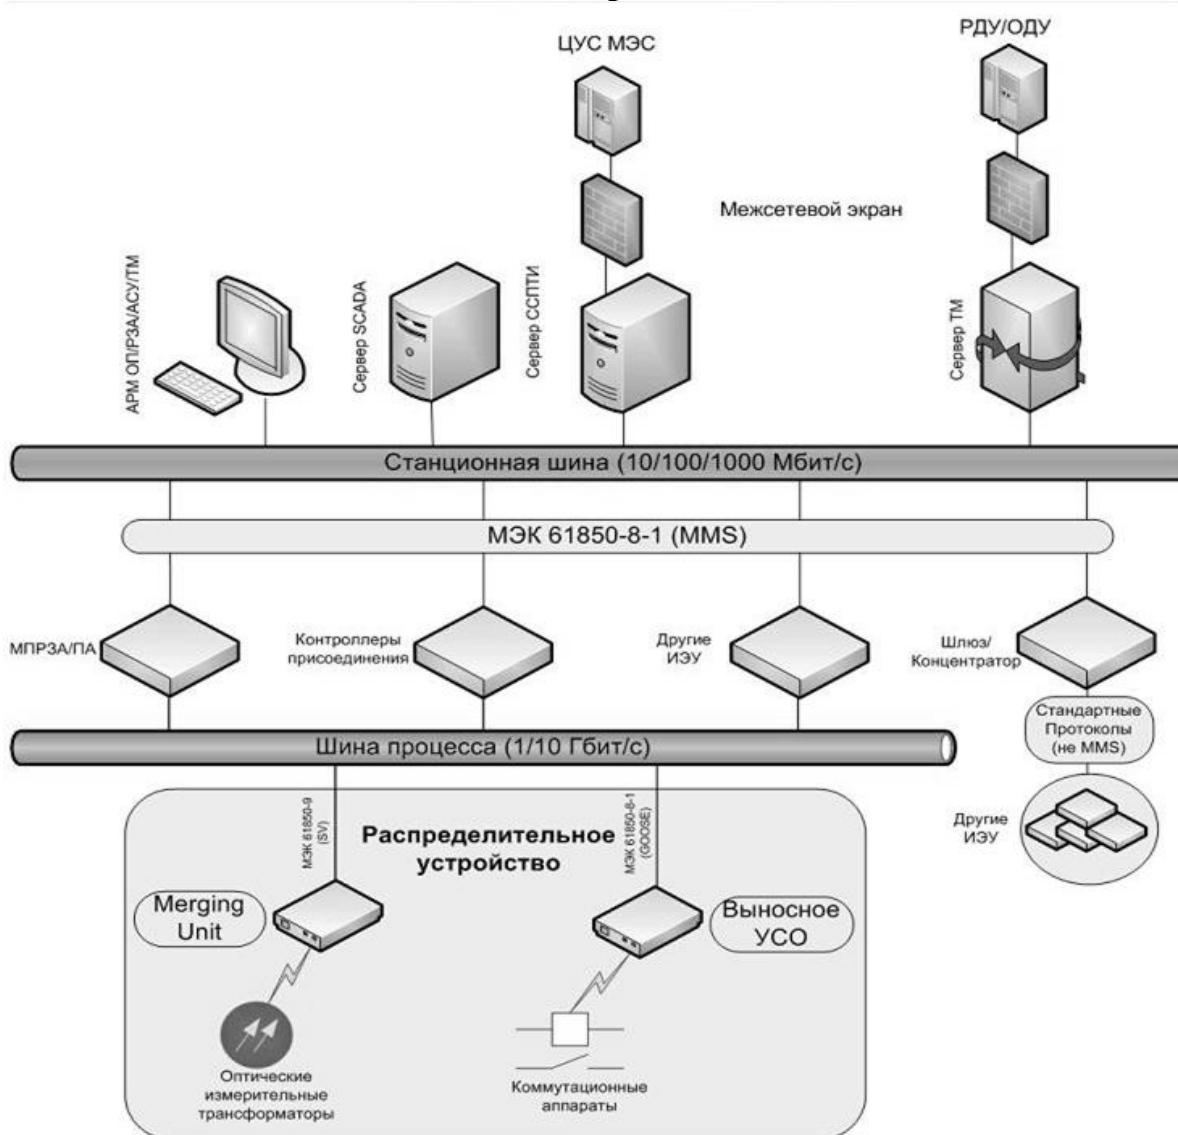 ЦУС МЭС
РДУ/ОДУ
Межсетевой экран
АРМ ОП/РЗА/АСУ/ТМ
Сервер SCADA
Сервер ССПТИ
Сервер ТМ
Станционная шина (10/100/1000 Мбит/с)
МЭК 61850-8-1 (MMS)
МПРЗА/ПА
Контроллеры
присоединения
Другие
ИЭУ
Шлюз/
Концентратор
Стандартные
Протоколы
(не MMS)
Шина процесса (1/10 Гбит/с)
Другие
ИЭУ
МЭК 61850-9
(SV)
МЭК 61850-8-1
(GOOSE)
Распределительное
устройство
Merging
Unit
Выносное
УСО
Оптические
измерительные
трансформаторы
Коммутационные
аппараты